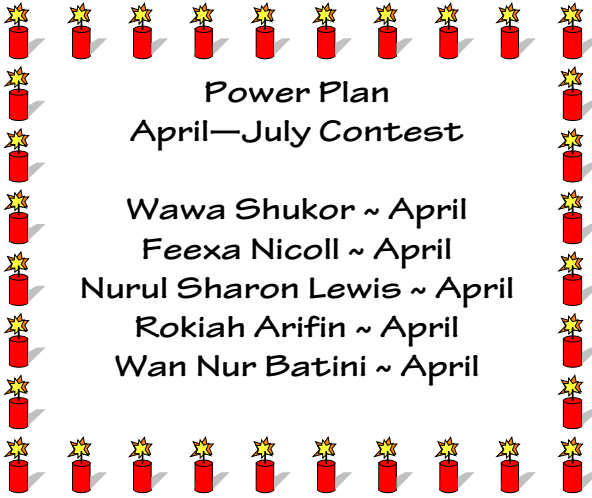 Power Plan
April—July Contest
Wawa Shukor ~ April
Feexa Nicoll ~ April
Nurul Sharon Lewis ~ April
Rokiah Arifin ~ April
Wan Nur Batini ~ April